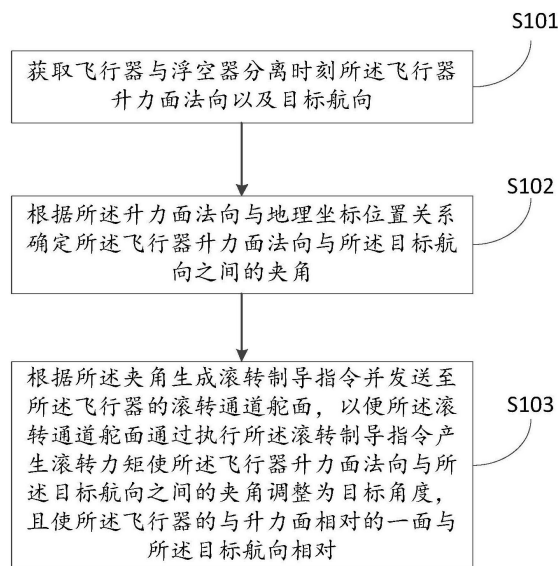 S101
获取飞行器与浮空器分离时刻所述飞行器
升力面法向以及目标航向
S102
根据所述升力面法向与地理坐标位置关系
确定所述飞行器升力面法向与所述目标航
向之间的夹角
S103
根据所述夹角生成滚转制导指令并发送至
所述飞行器的滚转通道舵面，以便所述滚
转通道舵面通过执行所述滚转制导指令产
生滚转力矩使所述飞行器升力面法向与所
述目标航向之间的夹角调整为目标角度，
且使所述飞行器的与升力面相对的一面与
所述目标航向相对